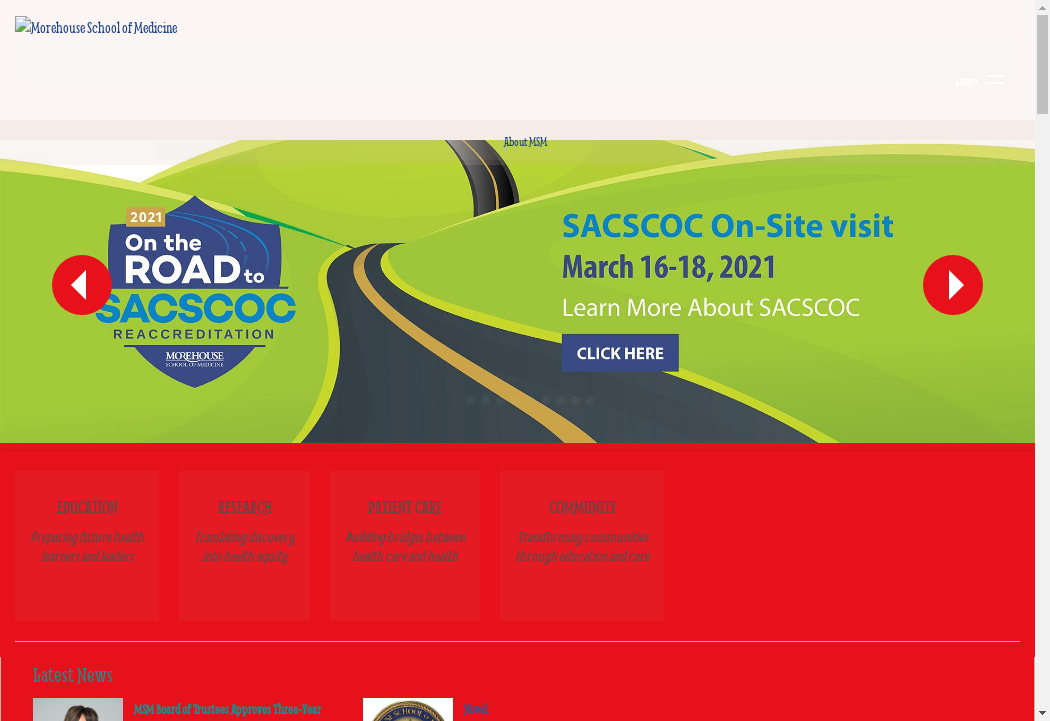 Morehouse School of Medicine
About MSM
2021
On the
ROAD to
SACSCOC
REACCREDITATION
MOREHOUSE
SCHOOL OF MEDICINE
SACSCOC On-Site visit
March 16-18, 2021
Learn More About SACSCOC
CLICK HERE
EDUCATION
Preparing future health
learners and leaders
RESEARCH
Translating discovery
into health equity
PATIENT CARE
Building bridges between
health care and health
COMMUNITY
Transforming communities
through education and care
Latest News
MSM Board of Trustees Approves Three-Year